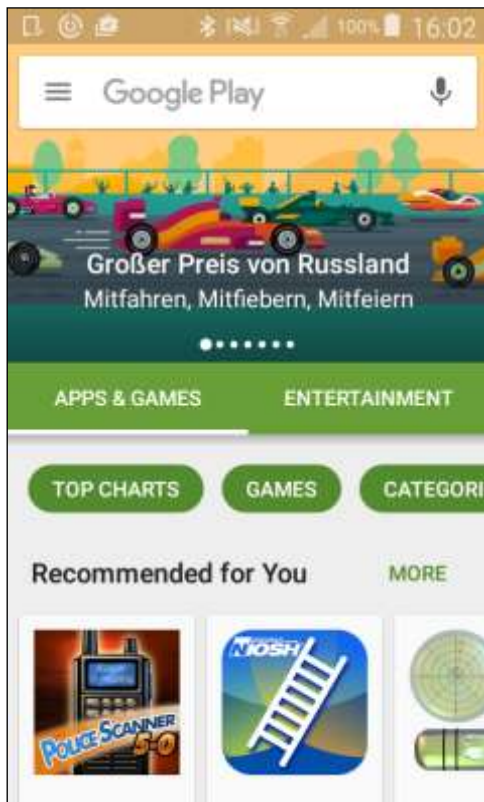 100% 16:02
Google Play
Großer Preis von Russland
Mitfahren, Mitfiebern, Mitfeiern
APPS & GAMES ENTERTAINMENT
TOP CHARTS GAMES CATEGORI
Recommended for You MORE
NIOSH
POLICE SCANNER
5-0